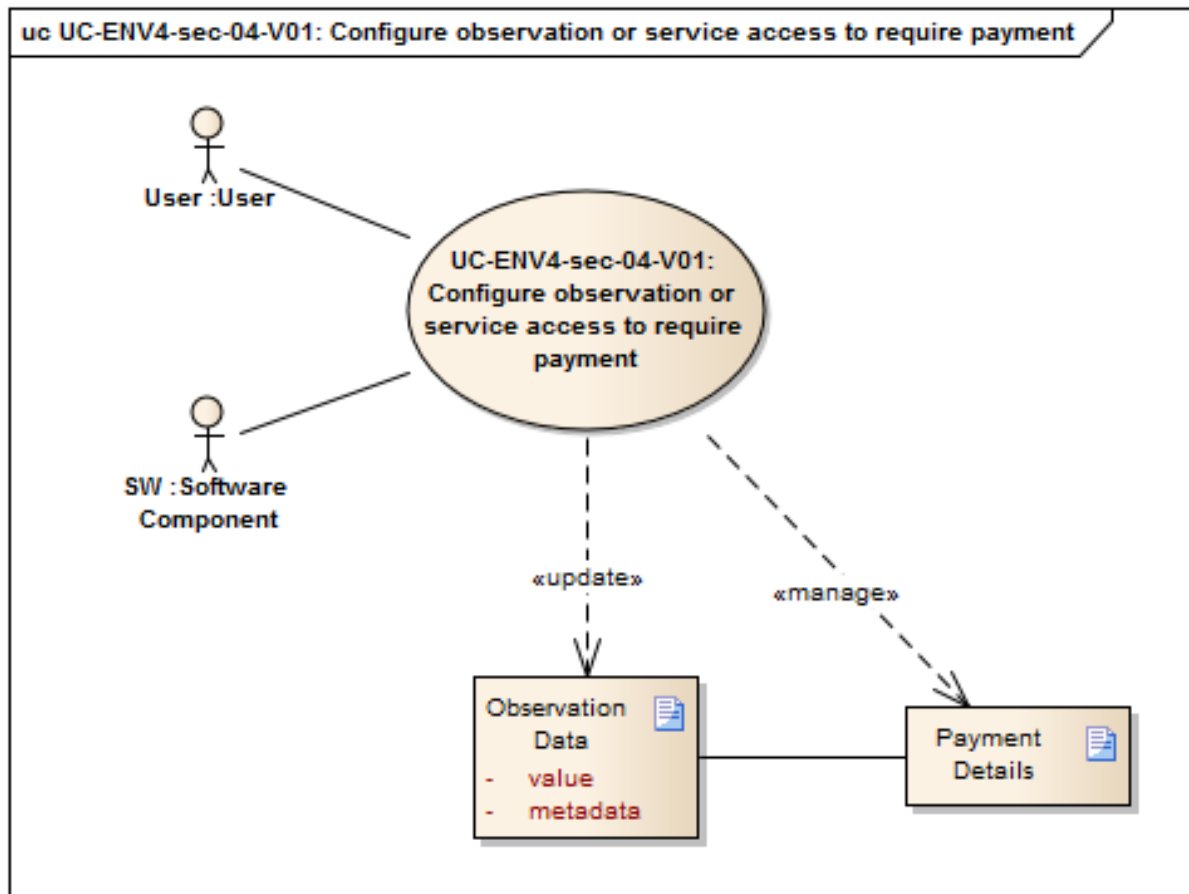 uc UC-ENV4-sec-04-V01: Configure observation or service access to require payment
User :User
UC-ENV4-sec-04-V01:
Configure observation or
service access to require
payment
SW :Software
Component
«update»
«manage»
Observation
Data
- value
- metadata
Payment
Details